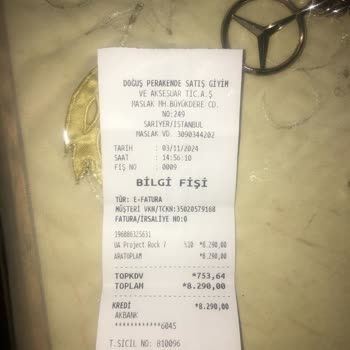 DOĞUŞ PERAKENDE SATIŞ GİYİM
VE AKSESUAR TİC.A.Ş
MASLAK MH.BÜYÜKDERE CD.
NO:249
SARIYER/İSTANBUL
MASLAK VD. 3090344202
TARİH : 03/11/2024
SAAT : 14:56:10
FİŞ NO : 0009
BİLGİ FİŞİ
TÜR: E-FATURA
MÜŞTERİ VKN/TCKN:35020579168
FATURA/İRSALİYE NO:0
196886325631
UA Project Rock 7 %10 *8.290,00
ARATOPLAM *8.290,00
TOPKDV *753,64
TOPLAM *8.290,00
KREDİ *8.290,00
AKBANK
************6045
T.SİCİL NO: 810096